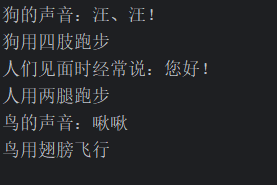 狗的声音：汪、汪！
狗用四肢跑步
人们见面时经常说：您好！
人用两腿跑步
鸟的声音：啾啾
鸟用翅膀飞行